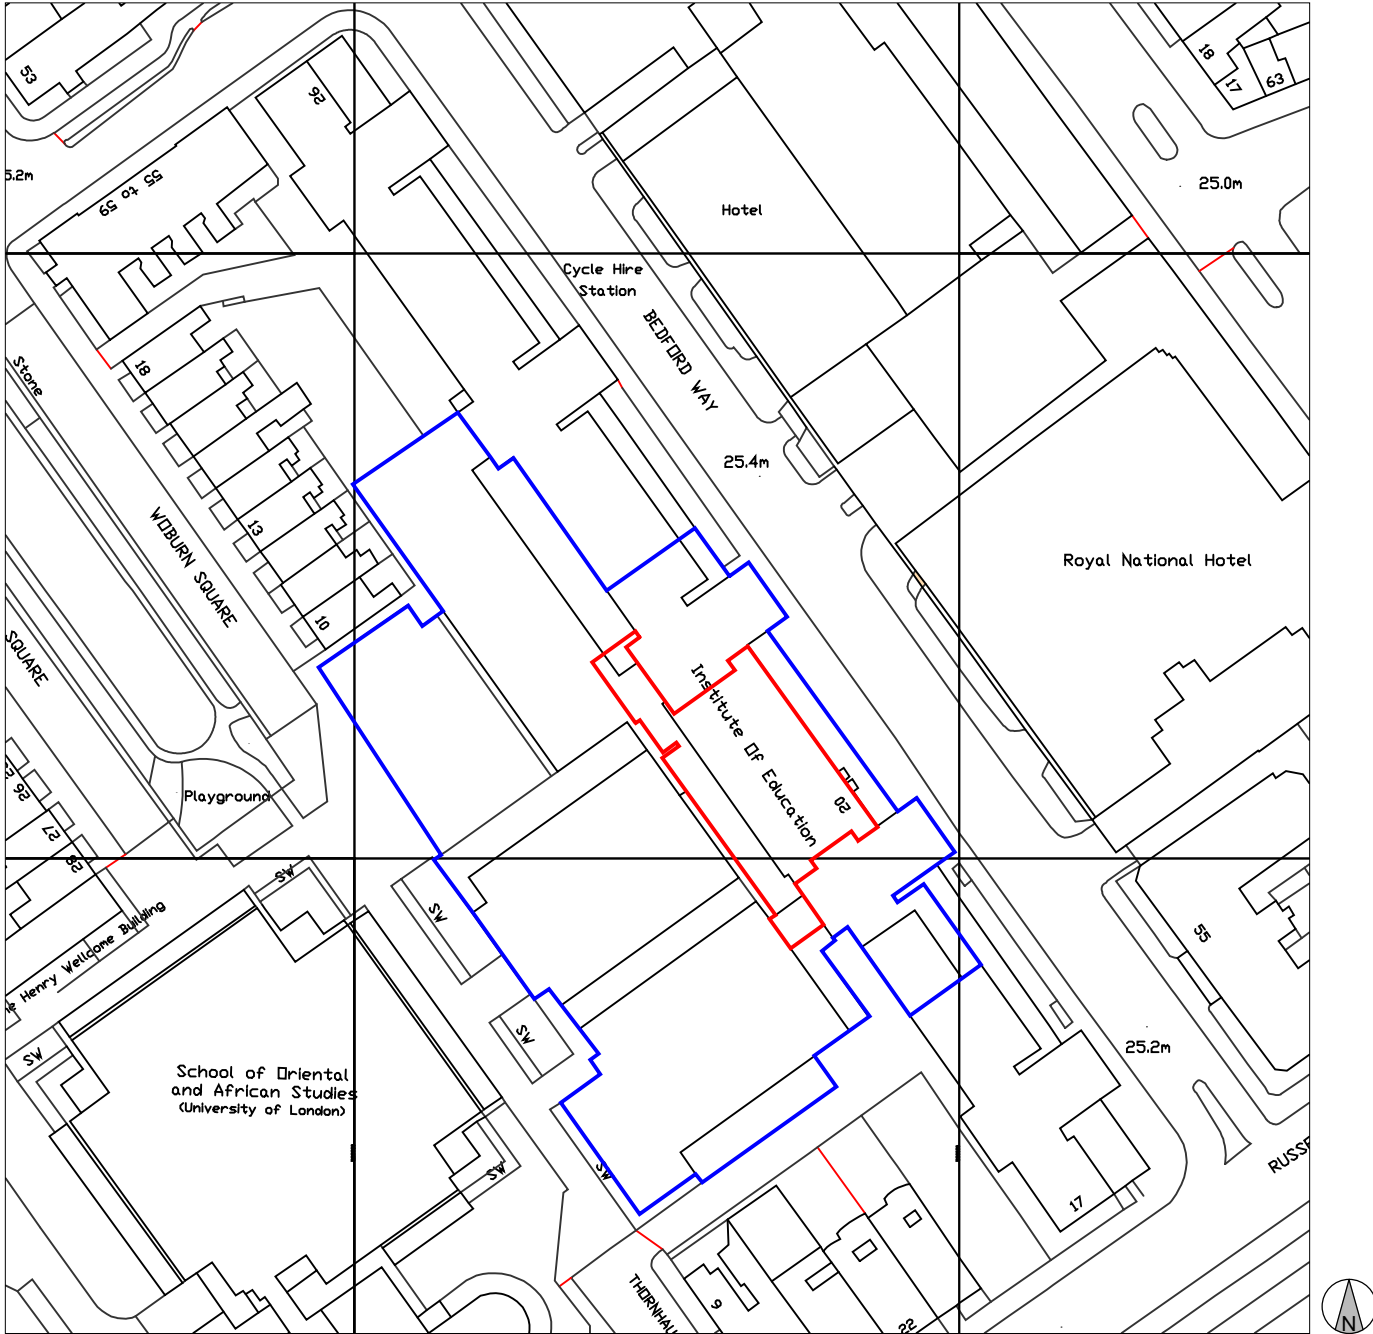 53
26
18
17
63
5.2m
55 to 59
25.0m
Hotel
Cycle Hire
Station
BEDFORD WAY
Stone
18
25.4m
WOBURN SQUARE
13
Royal National Hotel
10
SQUARE
Institute Of Education
20
Playground
26
27
28
SW
SW
Henry Wellcome Building
55
SW
SW
25.2m
School of Oriental
and African Studies
(University of London)
SW
SW
17
9
22
N